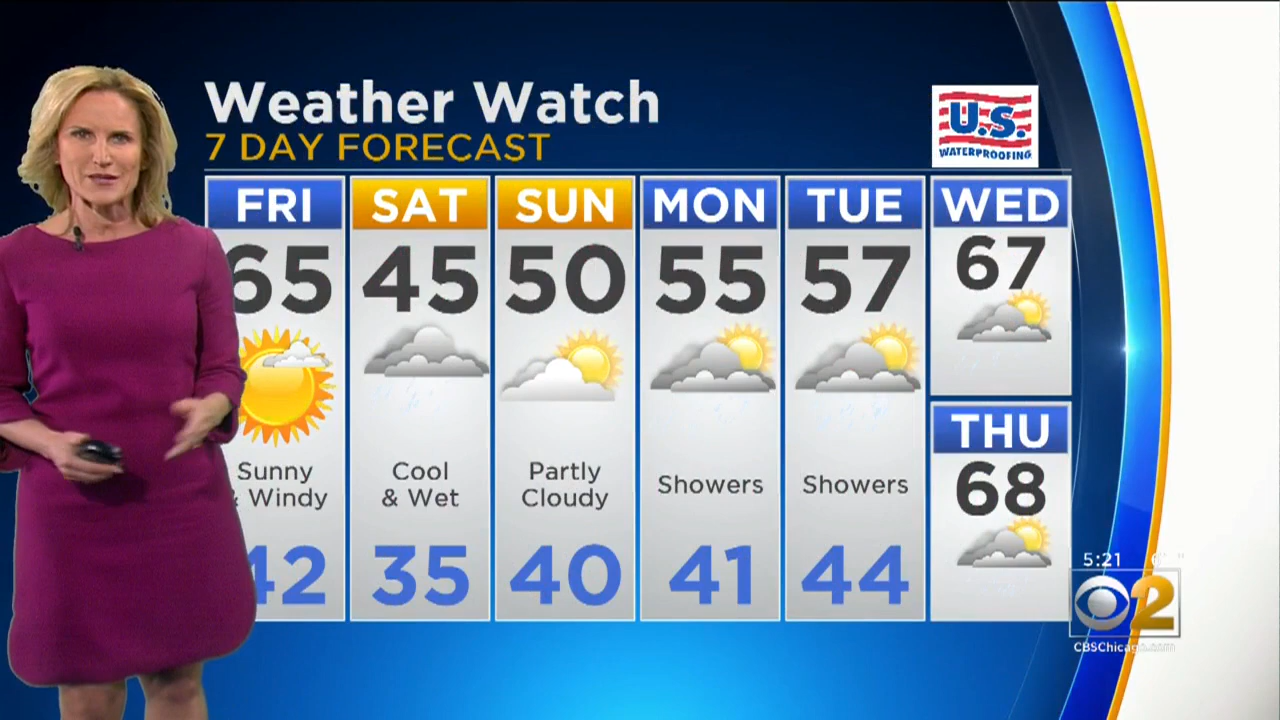 Weather Watch
7 DAY FORECAST
U.S.
WATERPROOFING
FRI
65
Sunny
& Windy
42
SAT
45
Cool
& Wet
35
SUN
50
Partly
Cloudy
40
MON
55
Showers
41
TUE
57
Showers
44
WED
67
THU
68
5:21
2
CBSChicago.com